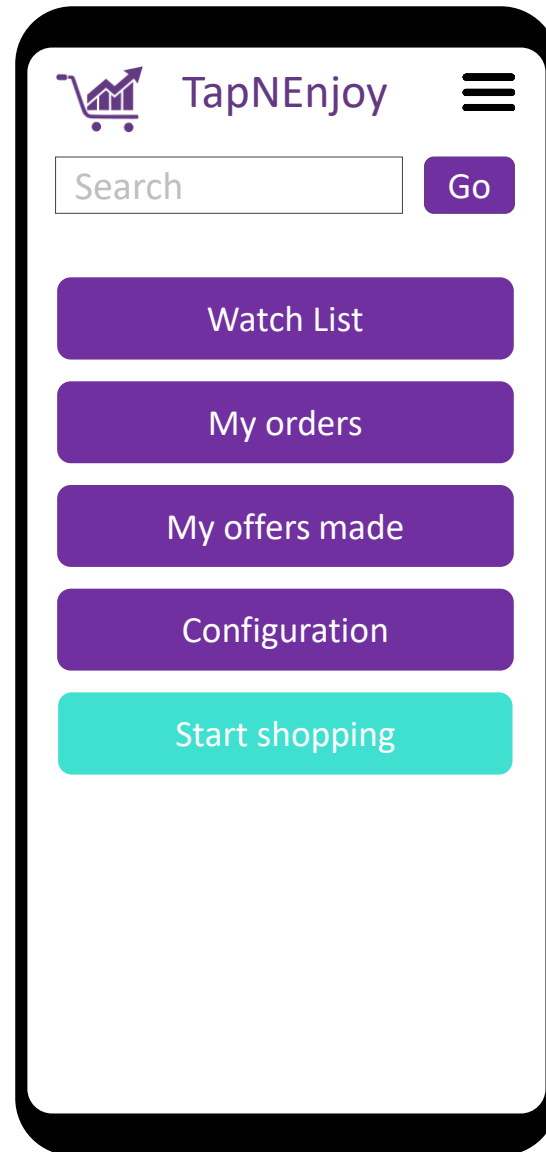 TapNEnjoy
Search
Go
Watch List
My orders
My offers made
Configuration
Start shopping